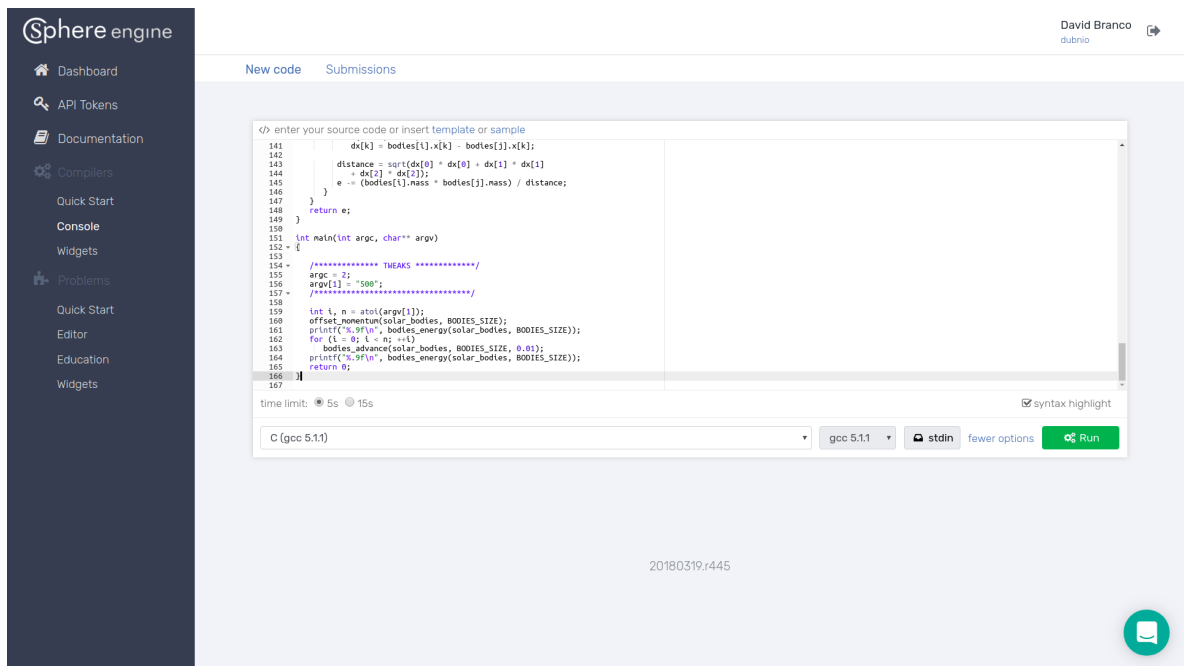 Sphere engine
David Branco
dubnio
Dashboard
API Tokens
Documentation
Compilers
Quick Start
Console
Widgets
Problems
Quick Start
Editor
Education
Widgets
New code Submissions
</> enter your source code or insert template or sample
141 dx[k] = bodies[i].x[k] - bodies[j].x[k];
142
143 distance = sqrt(dx[0] * dx[0] + dx[1] * dx[1]
144 + dx[2] * dx[2]);
145 e -= (bodies[i].mass * bodies[j].mass) / distance;
146 }
147 }
148 return e;
149 }
150
151 int main(int argc, char** argv)
152 {
153
154 /************** TWEAKS *************/
155 argc = 2;
156 argv[1] = "500";
157 /**********************************/
158
159 int i, n = atoi(argv[1]);
160 offset_momentum(solar_bodies, BODIES_SIZE);
161 printf("%.9f\n", bodies_energy(solar_bodies, BODIES_SIZE));
162 for (i = 0; i < n; ++i)
163 bodies_advance(solar_bodies, BODIES_SIZE, 0.01);
164 printf("%.9f\n", bodies_energy(solar_bodies, BODIES_SIZE));
165 return 0;
166 }
167
time limit: 5s 15s syntax highlight
C (gcc 5.1.1) gcc 5.1.1 stdin fewer options Run
20180319.r445